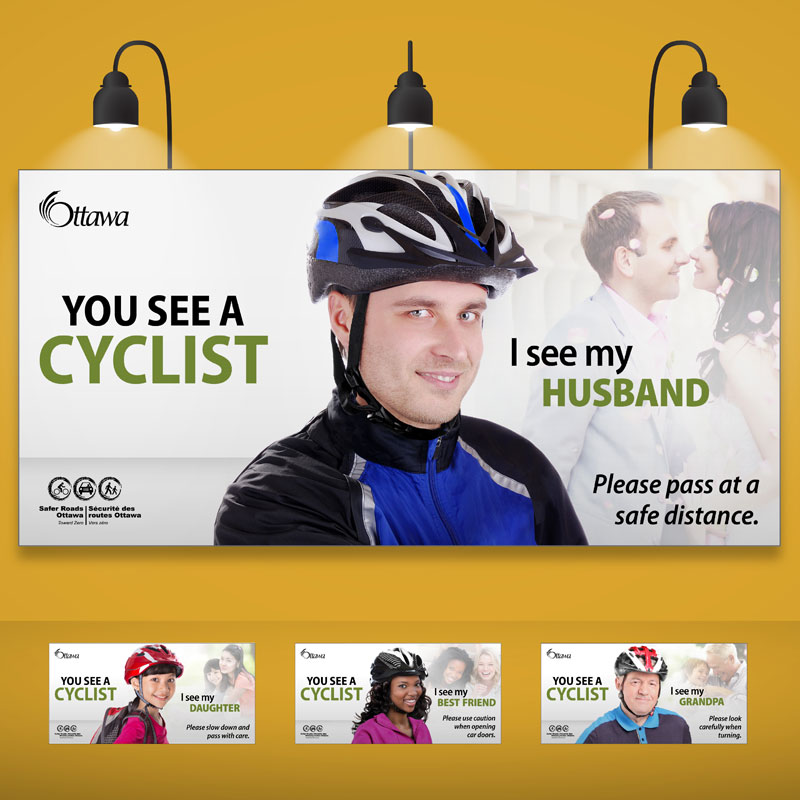 Ottawa
YOU SEE A
CYCLIST
I see my
HUSBAND
Please pass at a
safe distance.
Safer Roads
Ottawa
Toward Zero
Sécurité des
routes Ottawa
Vers zéro
Ottawa
YOU SEE A
CYCLIST
I see my
DAUGHTER
Please slow down and
pass with care.
Ottawa
YOU SEE A
CYCLIST
I see my
BEST FRIEND
Please use caution
when opening
car doors.
Ottawa
YOU SEE A
CYCLIST
I see my
GRANDPA
Please look
carefully when
turning.